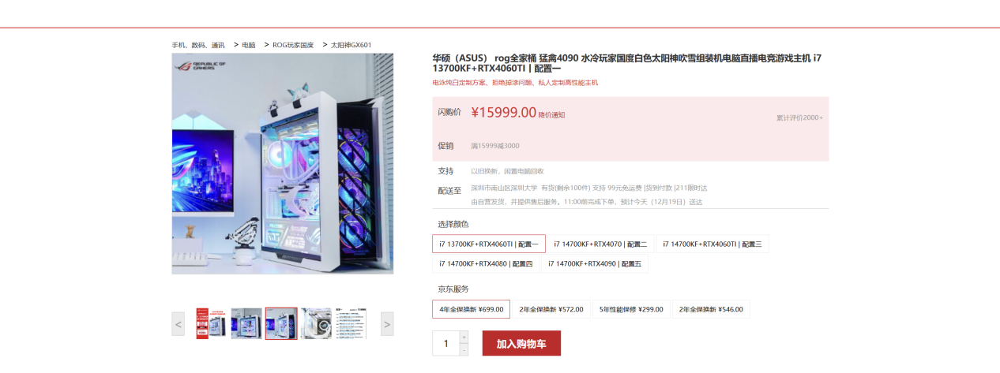 手机、数码、通讯 > 电脑 > ROG玩家国度 > 太阳神GX601
REPUBLIC OF
GAMERS
华硕（ASUS） rog全家桶 猛禽4090 水冷玩家国度白色太阳神吹雪组装机电脑直播电竞游戏主机 i7
13700KF+RTX4060TI | 配置一
电泳纯白定制方案、拒绝掉漆问题、私人定制高性能主机
闪购价 ¥15999.00 降价通知
累计评价2000+
促销 满15999减3000
支持 以旧换新，闲置电脑回收
配送至 深圳市南山区深圳大学 有货(剩余100件) 支持 99元免运费 |货到付款 |211限时达
由自营发货，并提供售后服务。11:00前完成下单，预计今天（12月19日）送达
选择颜色
i7 13700KF+RTX4060TI | 配置一 i7 14700KF+RTX4070 | 配置二 i7 14700KF+RTX4060TI | 配置三
i7 14700KF+RTX4080 | 配置四 i7 14700KF+RTX4090 | 配置五
京东服务
4年全保换新 ¥699.00 2年全保换新 ¥572.00 5年性能保修 ¥299.00 2年全保换新 ¥546.00
< >
1 + -
加入购物车